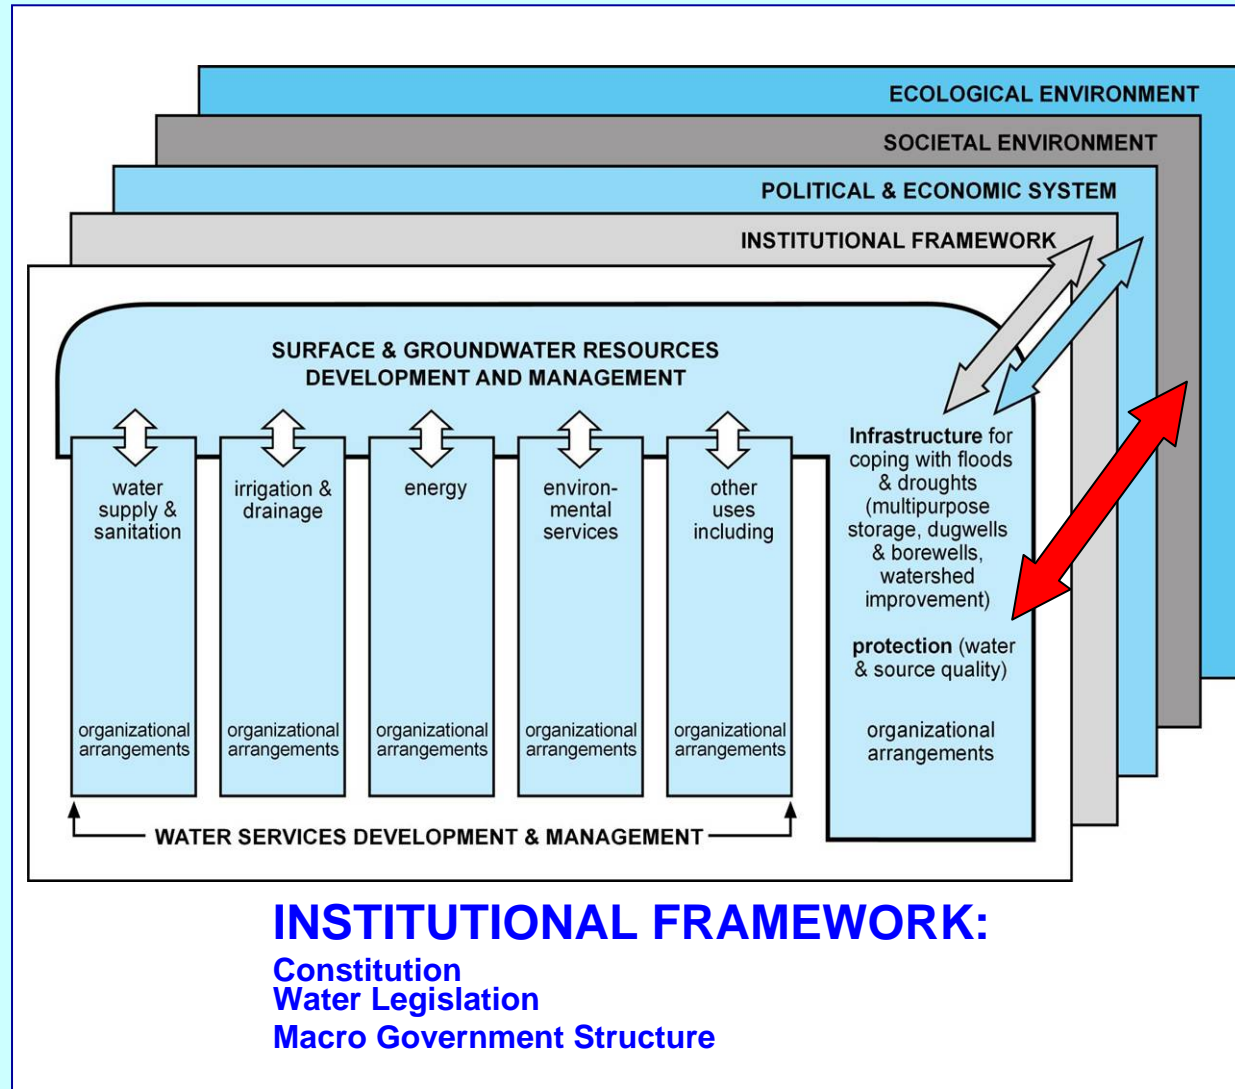 ECOLOGICAL ENVIRONMENT
SOCIETAL ENVIRONMENT
POLITICAL & ECONOMIC SYSTEM
INSTITUTIONAL FRAMEWORK
SURFACE & GROUNDWATER RESOURCES
DEVELOPMENT AND MANAGEMENT
water
supply &
sanitation
organizational
arrangements
irrigation &
drainage
organizational
arrangements
energy
organizational
arrangements
environ-
mental
services
organizational
arrangements
other
uses
including
organizational
arrangements
Infrastructure for
coping with floods
& droughts
(multipurpose
storage, dugwells
& borewells,
watershed
improvement)
protection (water
& source quality)
organizational
arrangements
WATER SERVICES DEVELOPMENT & MANAGEMENT
INSTITUTIONAL FRAMEWORK:
Constitution
Water Legislation
Macro Government Structure